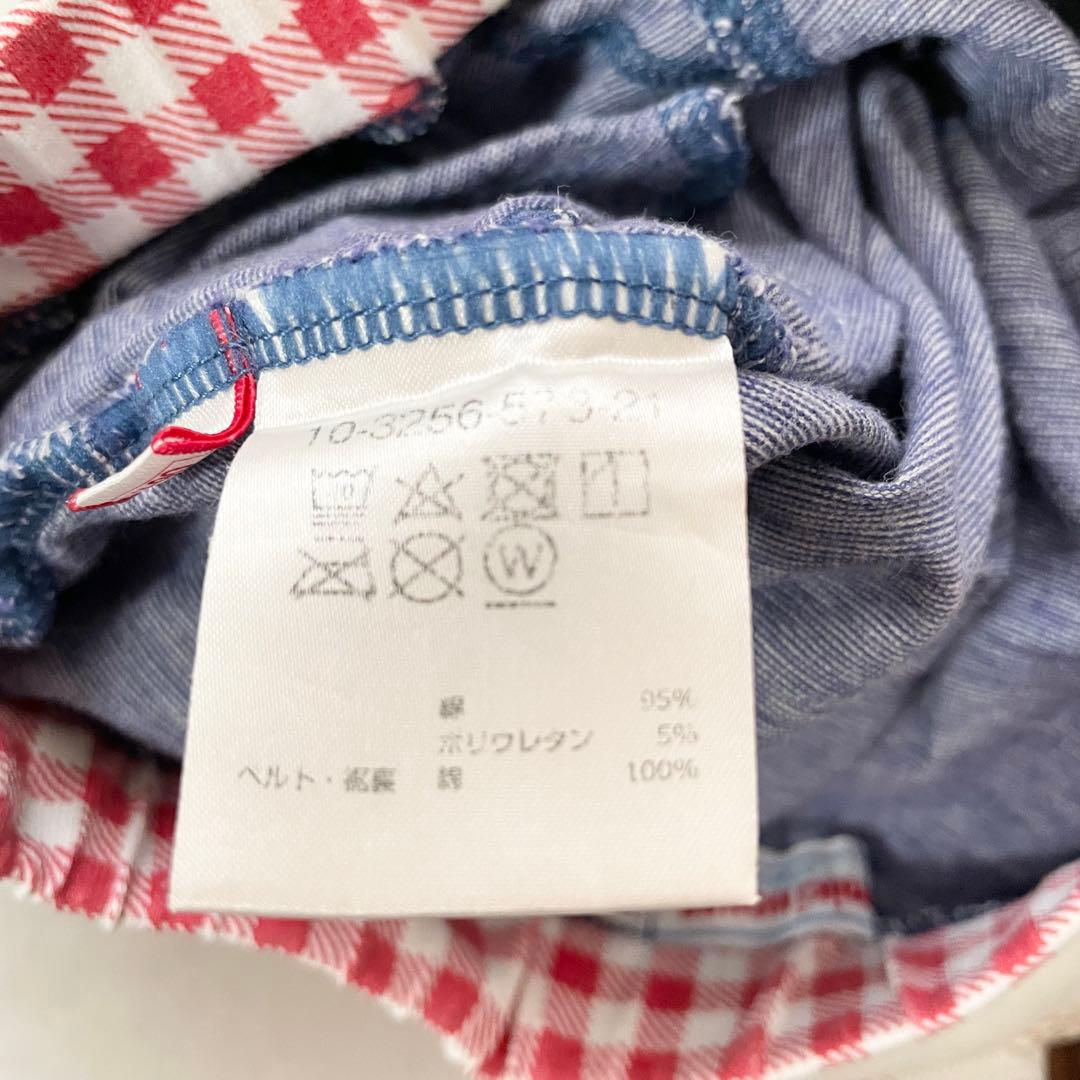 10-3256-573-21
40
W
綿 95%
ポリウレタン 5%
ベルト・裾裏 綿 100%